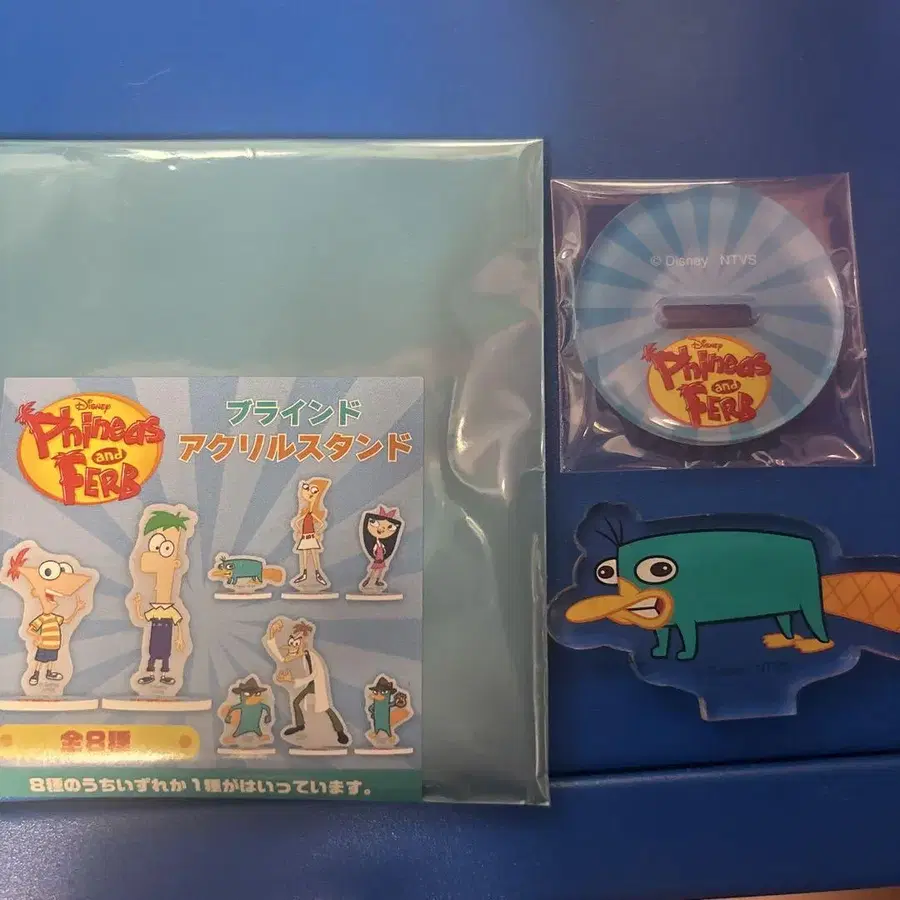 © Disney NTVS
Disney
Phineas
and
Ferb
Disney
Phineas
and
Ferb
ブラインド
アクリルスタンド
全8種
8種のうちいずれか1種がはいっています。